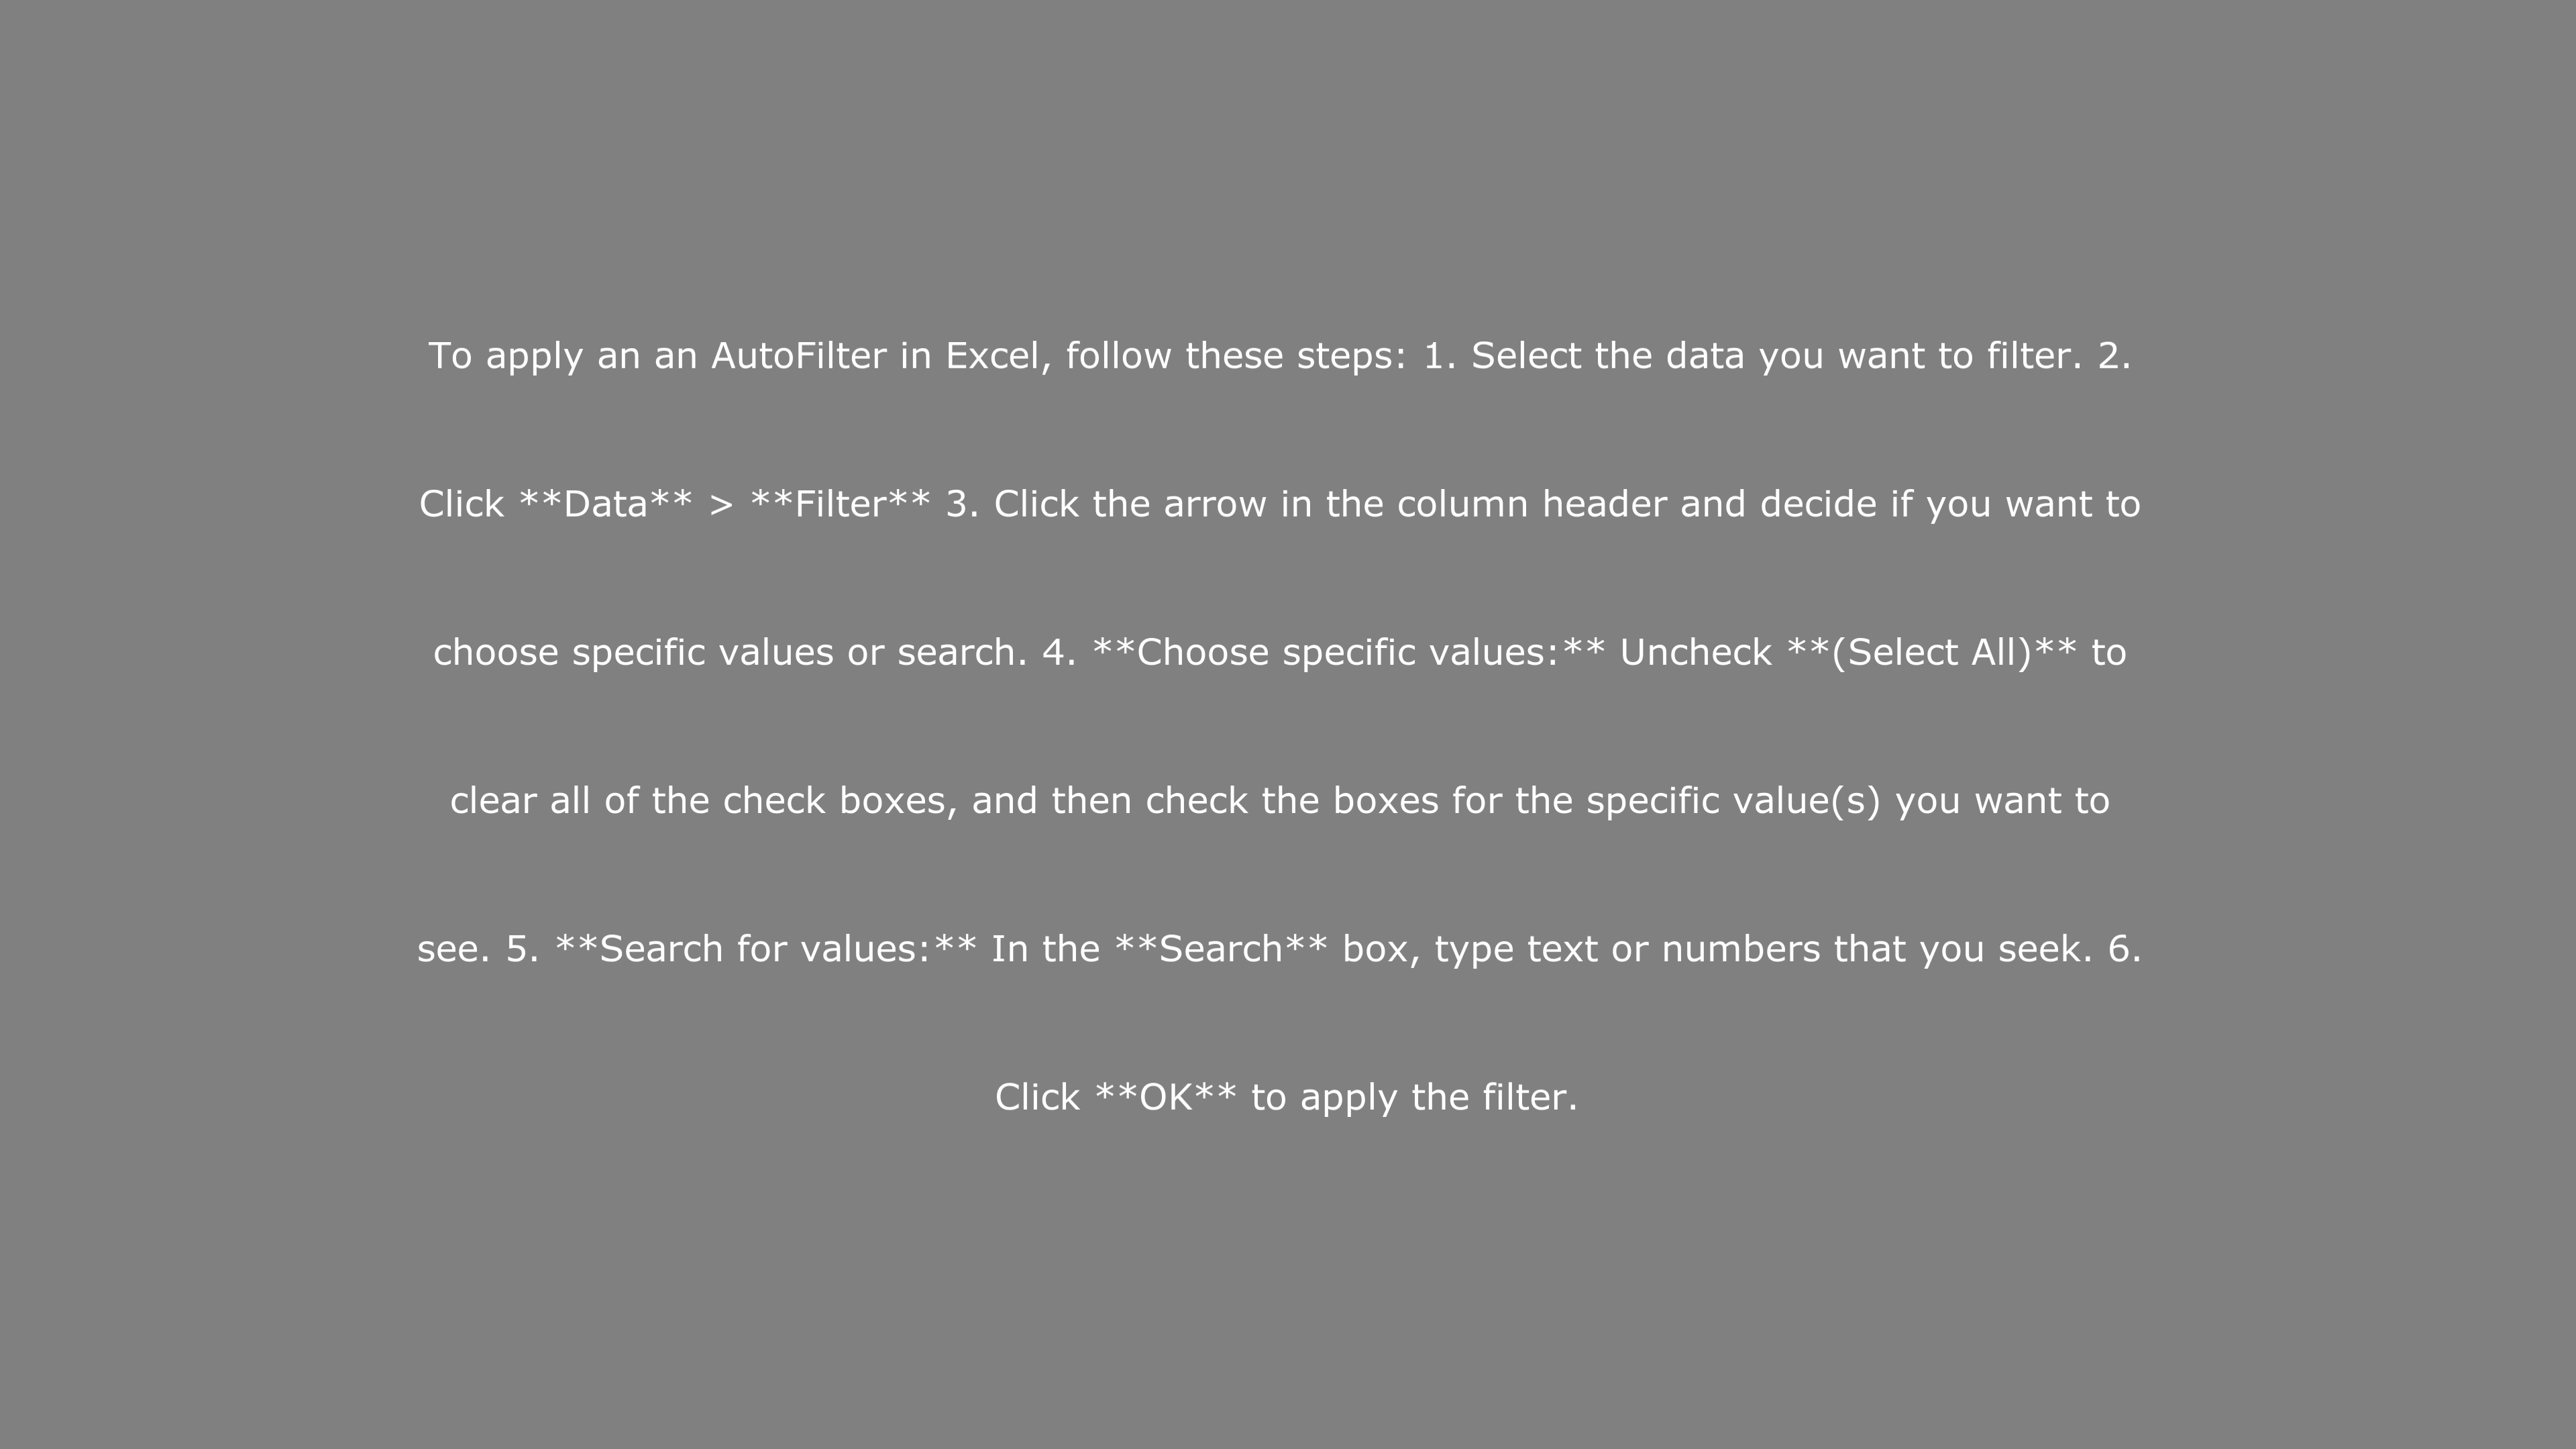 To apply an an AutoFilter in Excel, follow these steps: 1. Select the data you want to filter. 2.
Click **Data** > **Filter** 3. Click the arrow in the column header and decide if you want to
choose specific values or search. 4. **Choose specific values:** Uncheck **(Select All)** to
clear all of the check boxes, and then check the boxes for the specific value(s) you want to
see. 5. **Search for values:** In the **Search** box, type text or numbers that you seek. 6.
Click **OK** to apply the filter.